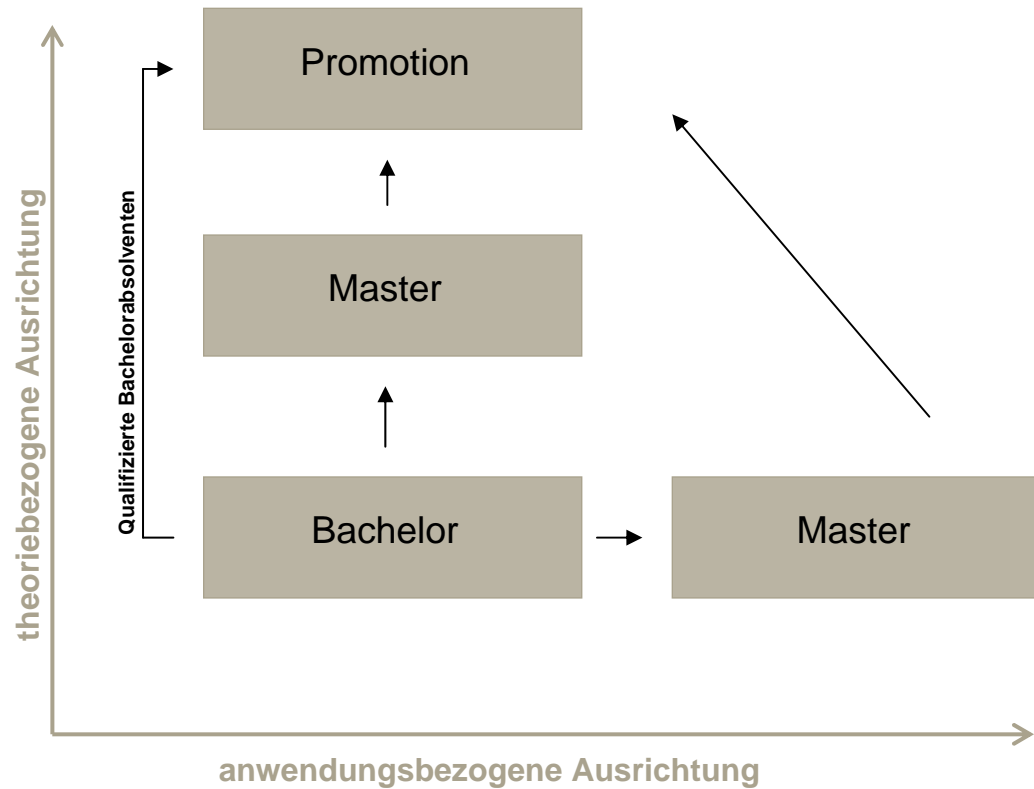 Promotion
Master
Bachelor
Master
Qualifizierte Bachelorabsolventen
theoriebezogene Ausrichtung
anwendungsbezogene Ausrichtung